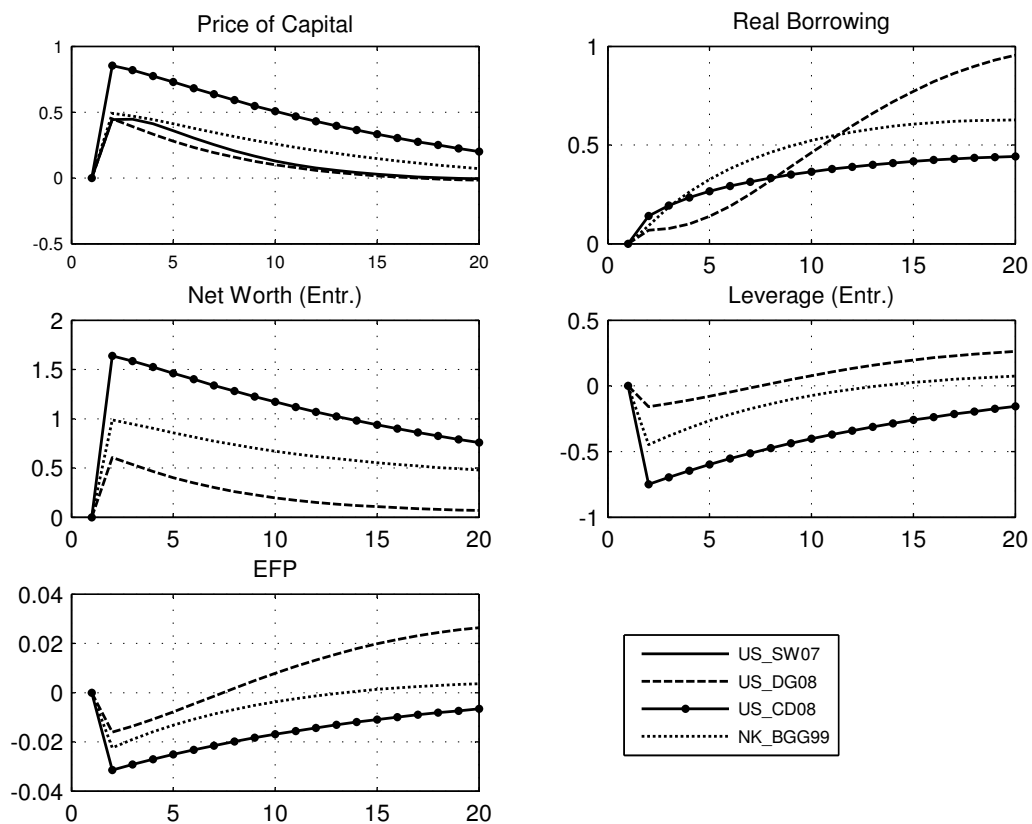 Price of Capital
1
0.5
0
-0.5
0 5 10 15 20
Real Borrowing
1
0.5
0
0 5 10 15 20
Net Worth (Entr.)
2
1.5
1
0.5
0
0 5 10 15 20
Leverage (Entr.)
0.5
0
-0.5
-1
0 5 10 15 20
EFP
0.04
0.02
0
-0.02
-0.04
0 5 10 15 20
US_SW07
US_DG08
US_CD08
NK_BGG99